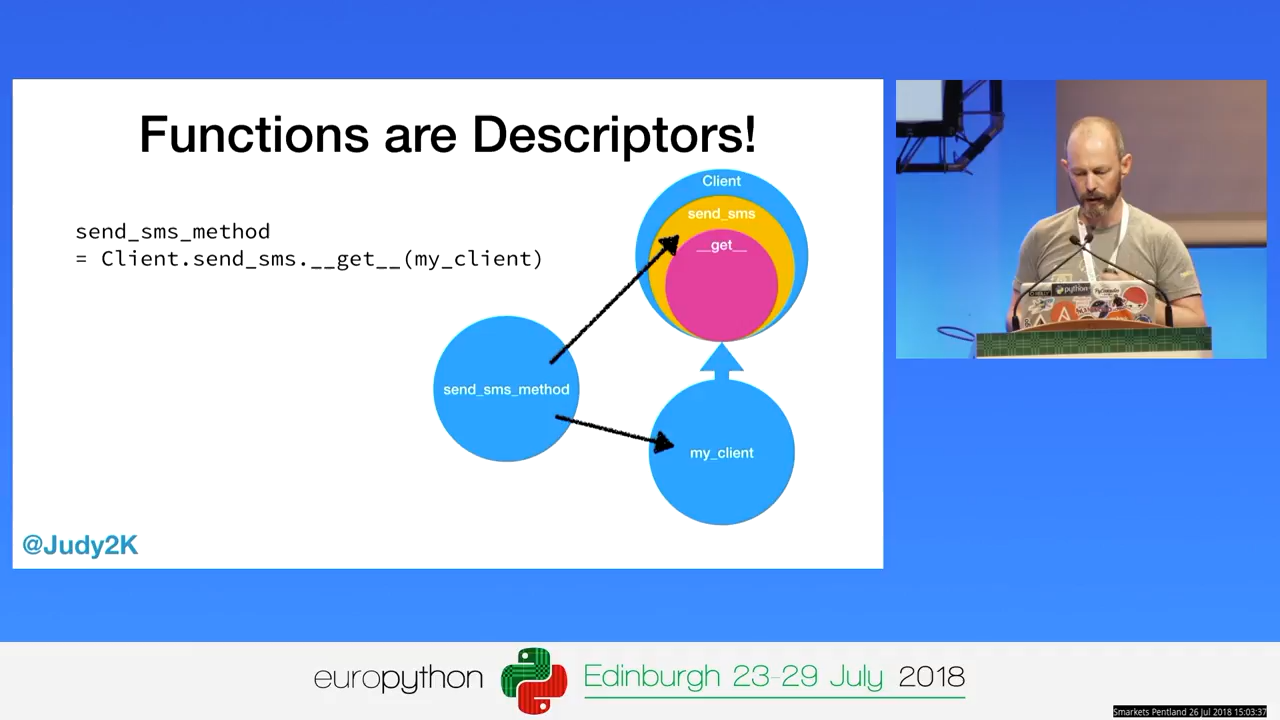 Functions are Descriptors!
send_sms_method
= Client.send_sms.__get__(my_client)
Client
send_sms
__get__
send_sms_method
my_client
@Judy2K
python
europython
Edinburgh 23-29 July 2018
Smarkets Pentland 26 Jul 2018 15:03:37